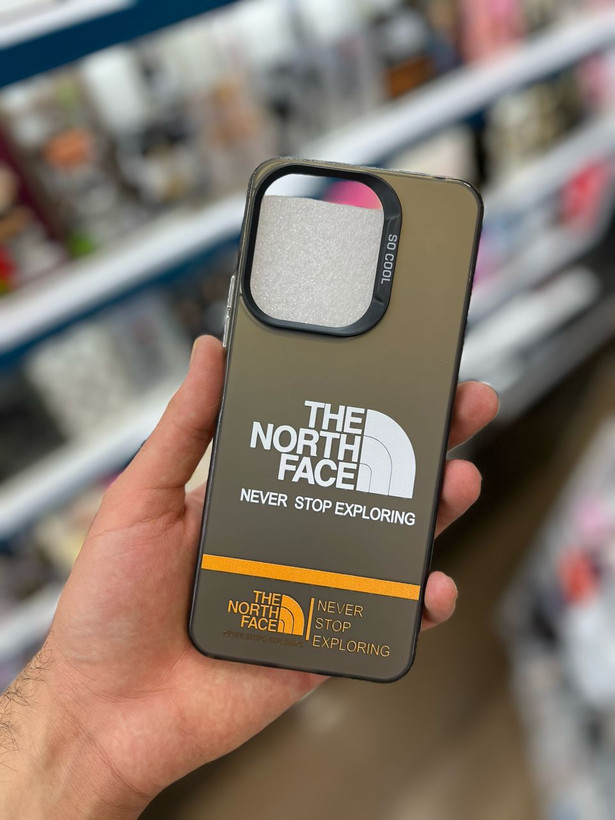 SO COOL
THE
NORTH
FACE
NEVER STOP EXPLORING
THE
NORTH
FACE
NEVER
STOP
EXPLORING